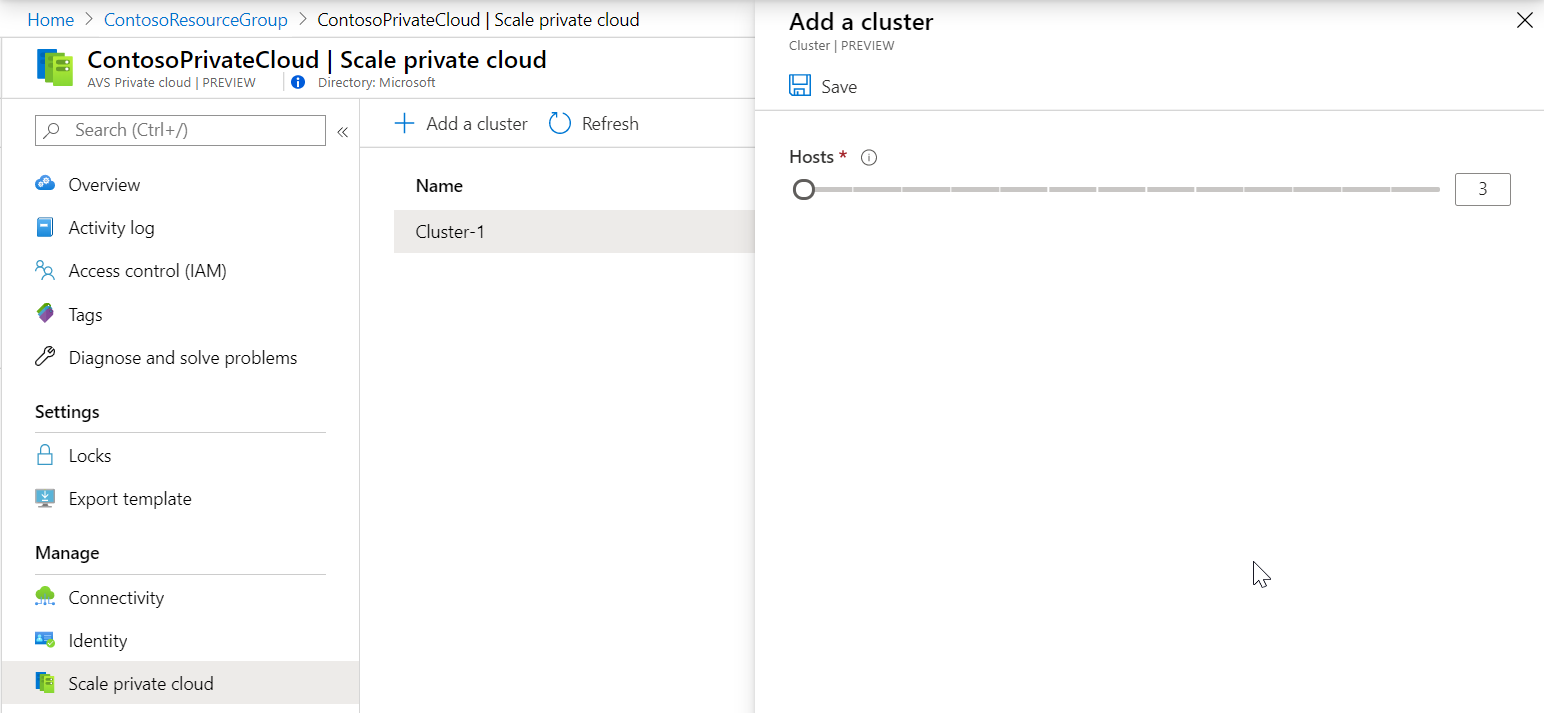 Home > ContosoResourceGroup > ContosoPrivateCloud | Scale private cloud
ContosoPrivateCloud | Scale private cloud
AVS Private cloud | PREVIEW
Directory: Microsoft
Search (Ctrl+/)
«
Overview
Activity log
Access control (IAM)
Tags
Diagnose and solve problems
Settings
Locks
Export template
Manage
Connectivity
Identity
Scale private cloud
Add a cluster
Refresh
Name
Cluster-1
Add a cluster
Cluster | PREVIEW
Save
Hosts *
3